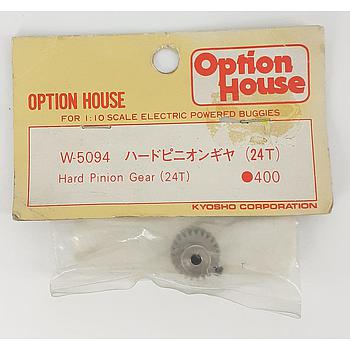 Option
House
OPTION HOUSE
FOR 1:10 SCALE ELECTRIC POWERED BUGGIES
W-5094 ハードピニオンギヤ (24T)
Hard Pinion Gear (24T) ●400
KYOSHO CORPORATION